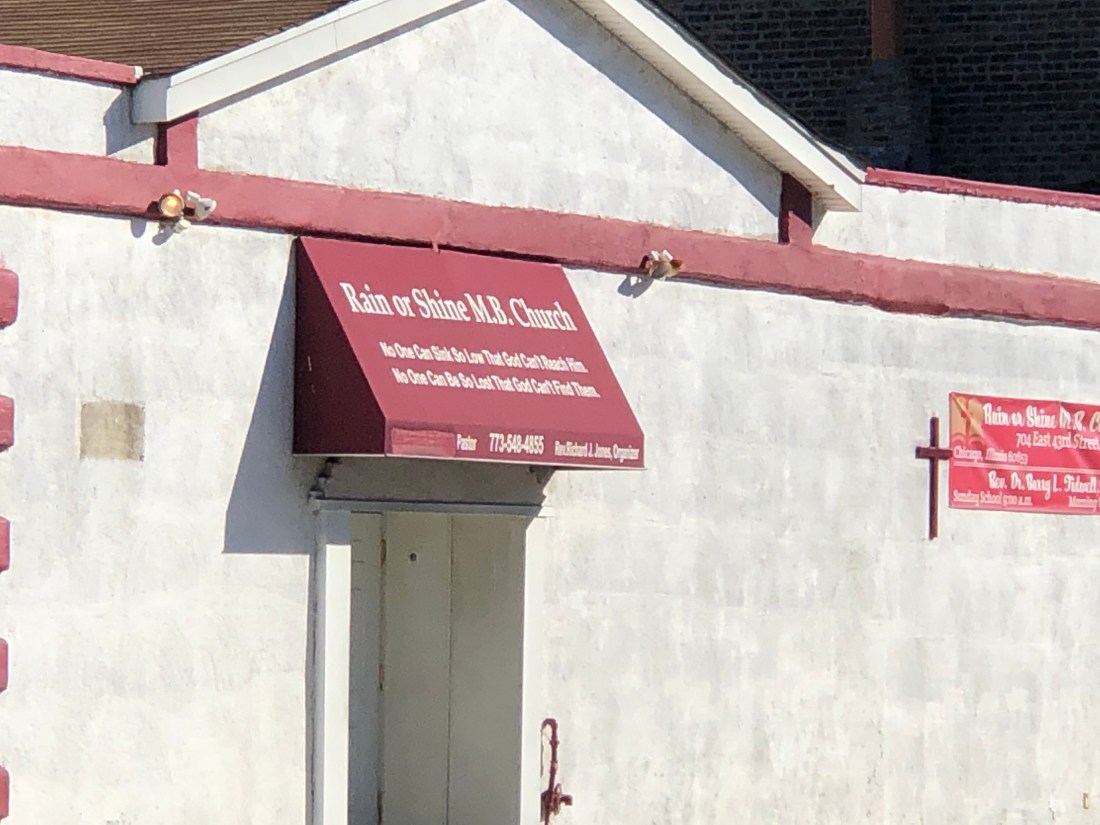 Rain or Shine M.B. Church
No One Can Sink So Low That God Can't Reach Him.
No One Can Be So Lost That God Can't Find Them.
Pastor 773-548-4855 Rev. Richard J. Jones, Organizer
Rain or Shine M.B. C
704 East 43rd Street
Chicago, Illinois 60653
Rev. Dr. Barry L. Tidwell
Sunday School 9:00 a.m. Morning